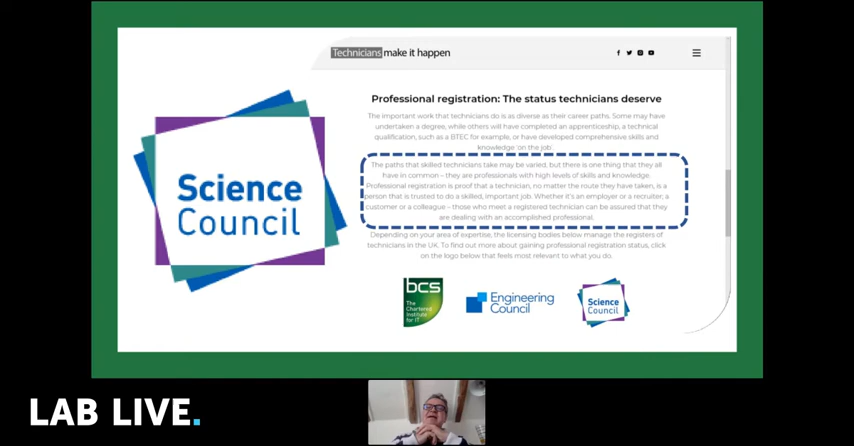 Technicians make it happen
Professional registration: The status technicians deserve
The important work that technicians do is as diverse as their career paths. Some may have
undertaken a degree, while others will have completed an apprenticeship, a technical
qualification, such as a BTEC for example, or have developed comprehensive skills and
knowledge 'on the job'.
The paths that skilled technicians take may be varied, but there is one thing that they all
have in common – they are professionals with high levels of skills and knowledge.
Professional registration is proof that a technician, no matter the route they have taken, is a
person that is trusted to do a skilled, important job. Whether it's an employer or a recruiter; a
customer or a colleague – those who meet a registered technician can be assured that they
are dealing with an accomplished professional.
Depending on your area of expertise, the licensing bodies below manage the registers of
technicians in the UK. To find out more about gaining professional registration status, click
on the logo below that feels most relevant to what you do.
Science
Council
bcs
The
Chartered
Institute
for IT
Engineering
Council
Science
Council
LAB LIVE.